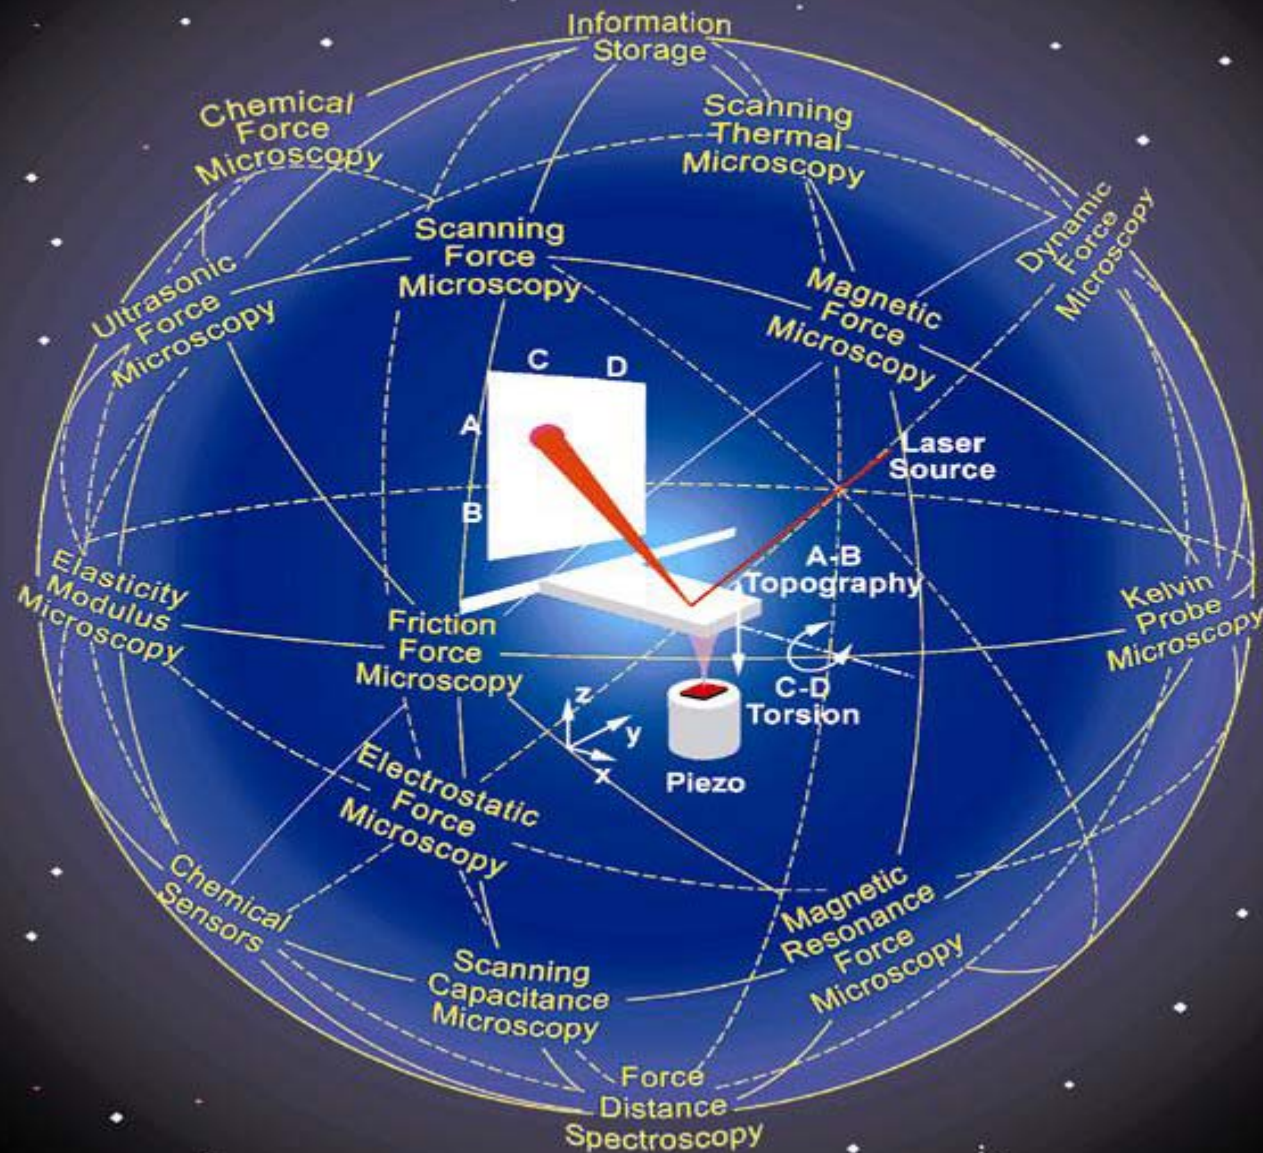 Information
Storage
Chemical
Force
Microscopy
Scanning
Thermal
Microscopy
Dynamic
Force
Microscopy
Scanning
Force
Microscopy
Ultrasonic
Force
Microscopy
Magnetic
Force
Microscopy
C
D
A
B
Laser
Source
A-B
Topography
Elasticity
Modulus
Microscopy
Kelvin
Probe
Microscopy
Friction
Force
Microscopy
C-D
Torsion
z
y
x
Piezo
Electrostatic
Force
Microscopy
Chemical
Sensors
Magnetic
Resonance
Force
Microscopy
Scanning
Capacitance
Microscopy
Force
Distance
Spectroscopy